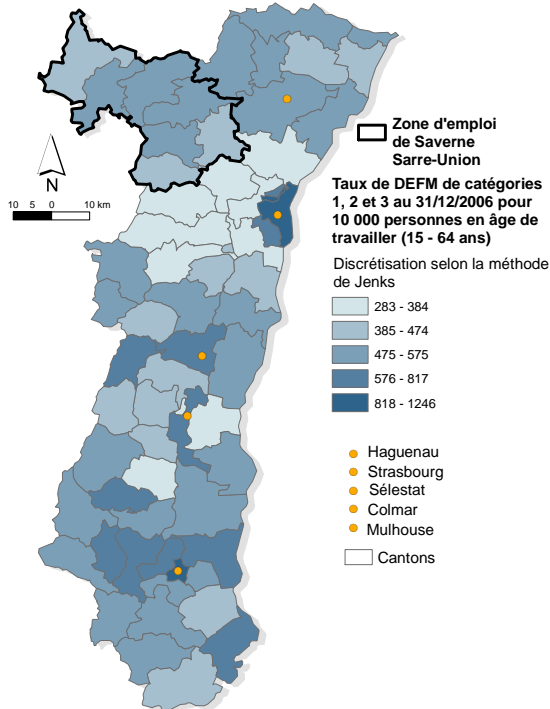 Zone d'emploi
de Saverne
Sarre-Union
N
10 5 0 10 km
Taux de DEFM de catégories
1, 2 et 3 au 31/12/2006 pour
10 000 personnes en âge de
travailler (15 - 64 ans)
Discrétisation selon la méthode
de Jenks
283 - 384
385 - 474
475 - 575
576 - 817
818 - 1246
Haguenau
Strasbourg
Sélestat
Colmar
Mulhouse
Cantons